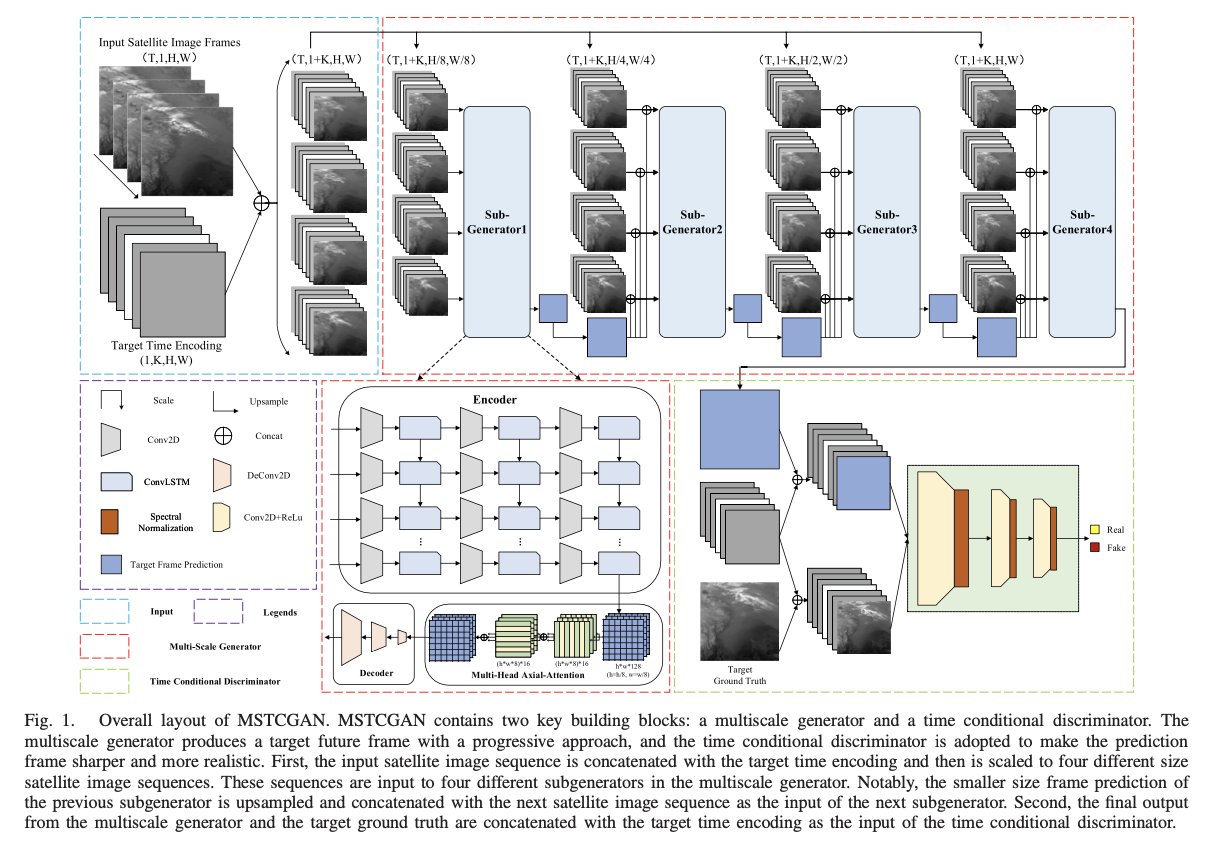 Input Satellite Image Frames
(T,1,H,W)
(T,1+K,H,W)
(T,1+K,H/8,W/8)
(T,1+K,H/4,W/4)
(T,1+K,H/2,W/2)
(T,1+K,H,W)
Sub-
Generator1
Sub-
Generator2
Sub-
Generator3
Sub-
Generator4
Target Time Encoding
(1,K,H,W)
Scale
Upsample
Conv2D
Concat
ConvLSTM
DeConv2D
Spectral
Normalization
Conv2D+ReLu
Target Frame Prediction
Input
Legends
Multi-Scale Generator
Time Conditional Discriminator
Encoder
...
...
...
Decoder
(h*w*8)*16
(h*w*8)*16
h*w*128
(h=h/8, w=w/8)
Multi-Head Axial-Attention
Target
Ground Truth
Real
Fake
Fig. 1. Overall layout of MSTCGAN. MSTCGAN contains two key building blocks: a multiscale generator and a time conditional discriminator. The
multiscale generator produces a target future frame with a progressive approach, and the time conditional discriminator is adopted to make the prediction
frame sharper and more realistic. First, the input satellite image sequence is concatenated with the target time encoding and then is scaled to four different size
satellite image sequences. These sequences are input to four different subgenerators in the multiscale generator. Notably, the smaller size frame prediction of
the previous subgenerator is upsampled and concatenated with the next satellite image sequence as the input of the next subgenerator. Second, the final output
from the multiscale generator and the target ground truth are concatenated with the target time encoding as the input of the time conditional discriminator.